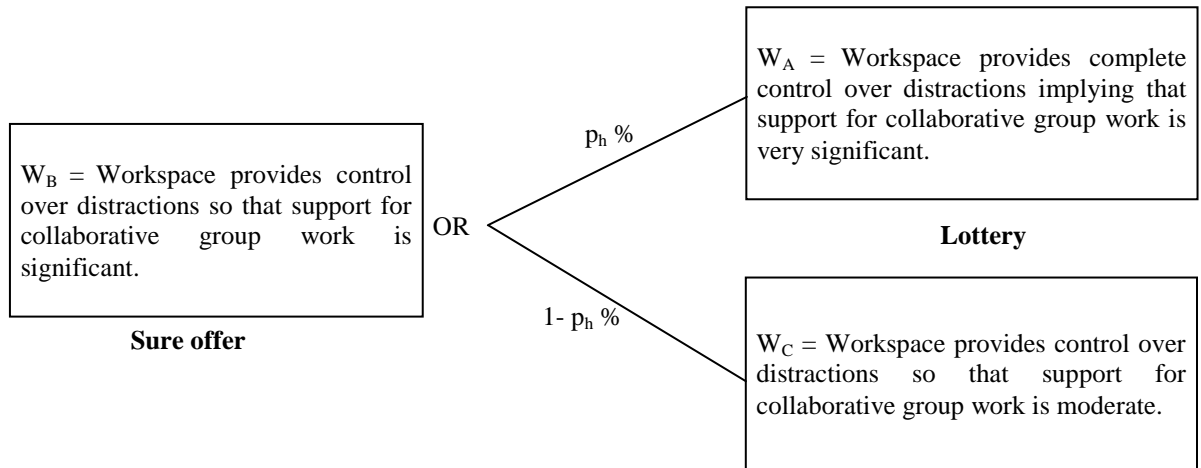 W_B = Workspace provides control
over distractions so that support for
collaborative group work is
significant.
Sure offer
OR
p_h %
1- p_h %
W_A = Workspace provides complete
control over distractions implying that
support for collaborative group work is
very significant.
Lottery
W_C = Workspace provides control over
distractions so that support for
collaborative group work is moderate.